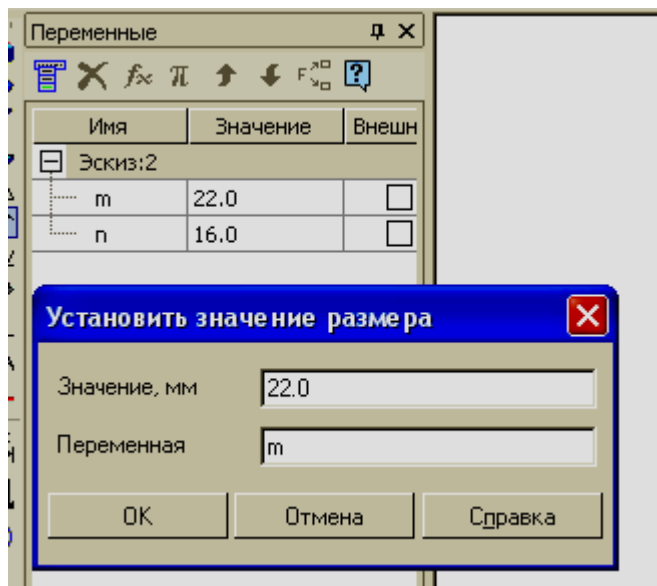 Переменные
fx π F ?
Имя Значение Внешн
Эскиз:2
m 22.0
n 16.0
Установить значение размера
Значение, мм 22.0
Переменная m
OK Отмена Справка